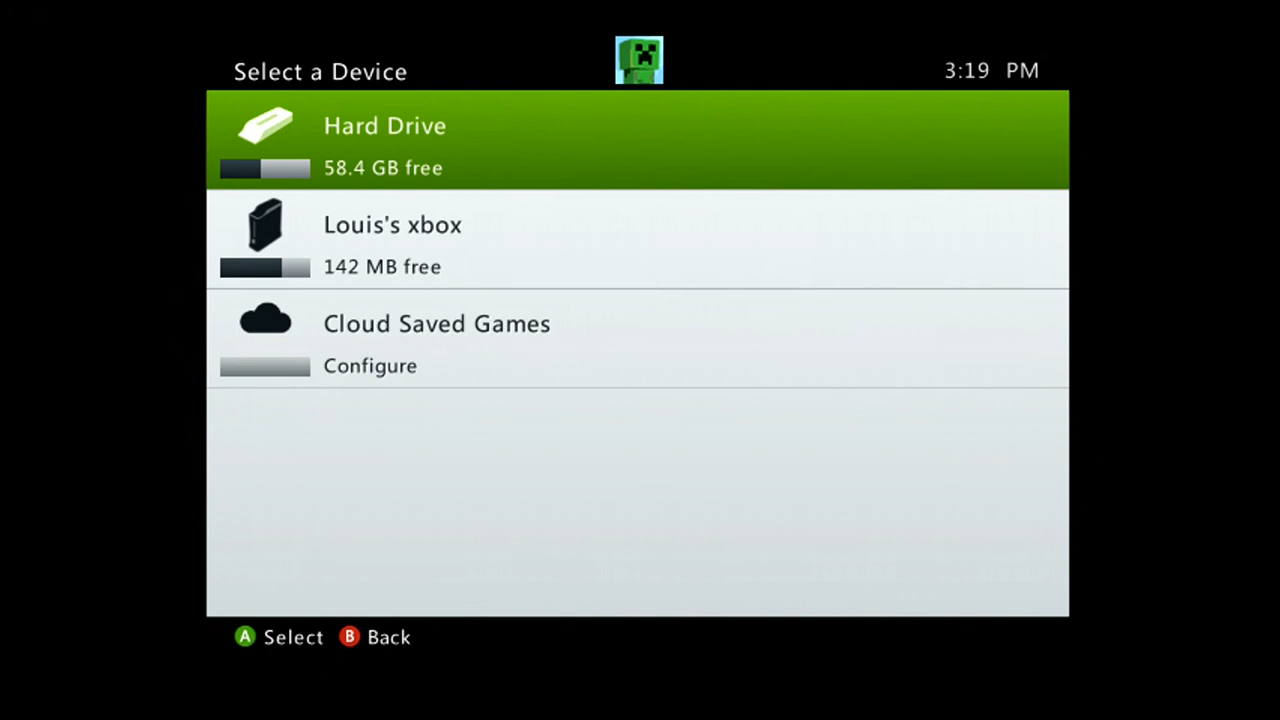 Select a Device
3:19 PM
Hard Drive
58.4 GB free
Louis's xbox
142 MB free
Cloud Saved Games
Configure
A Select B Back